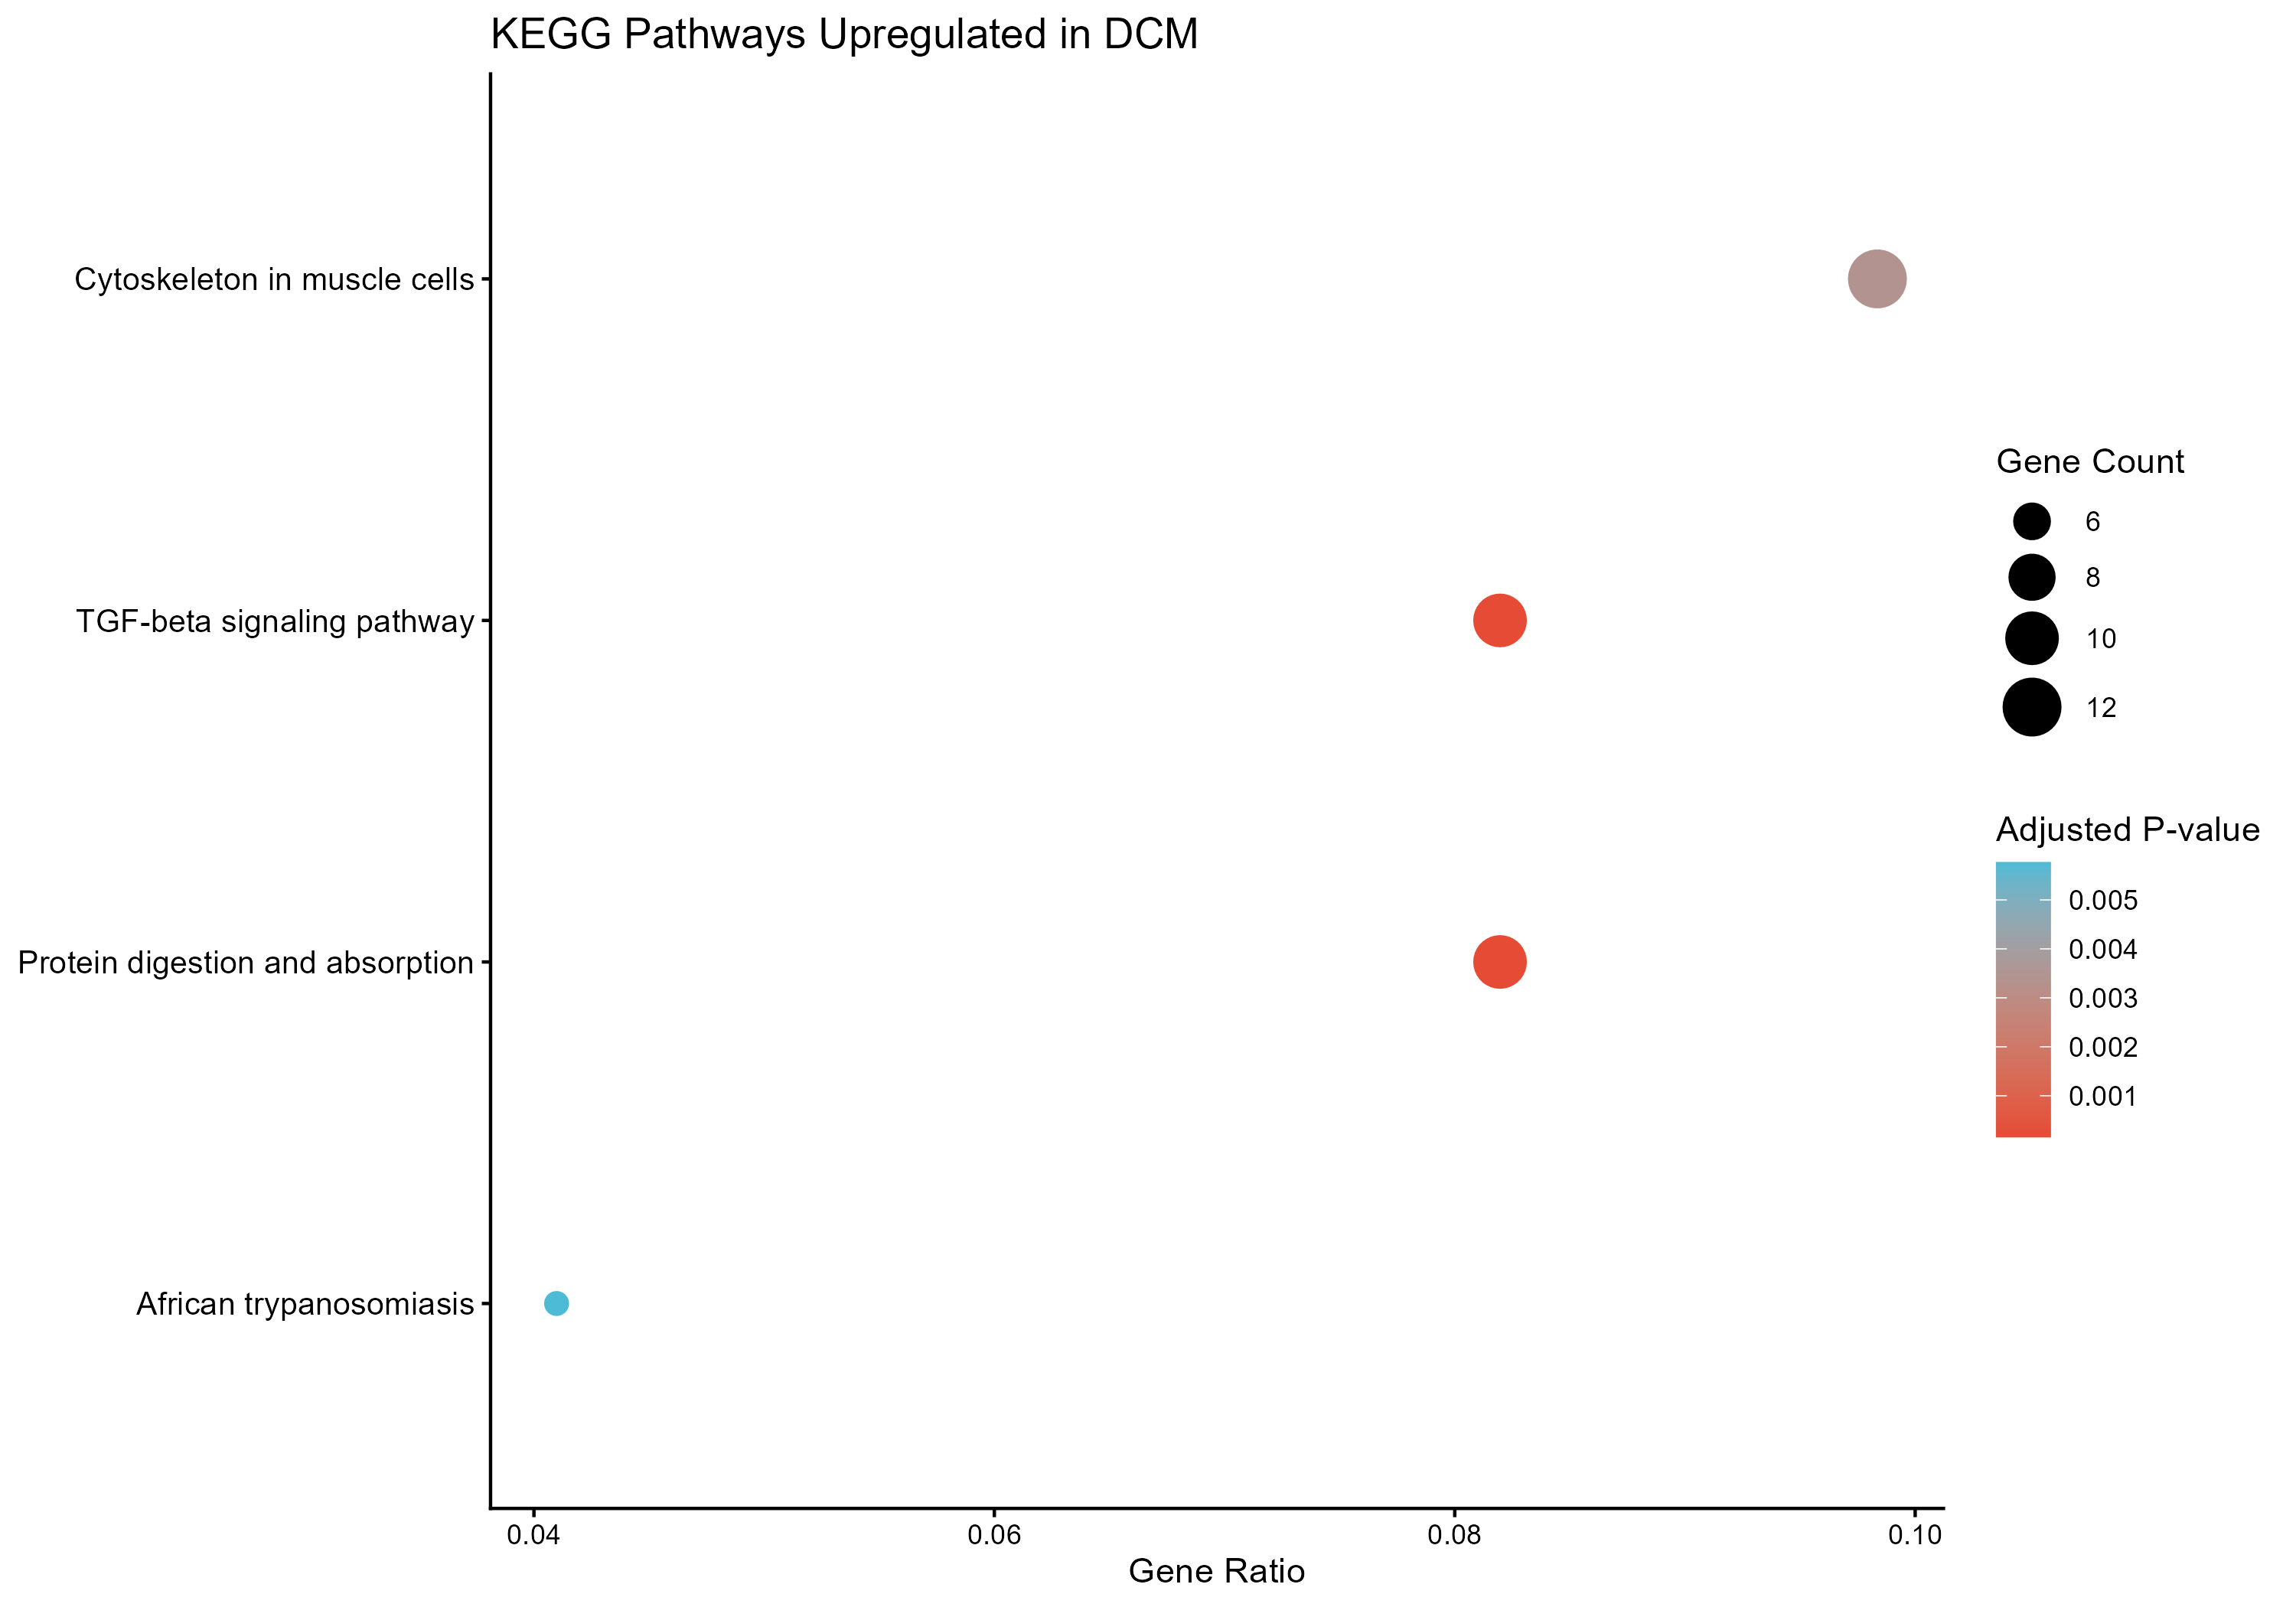 KEGG Pathways Upregulated in DCM
Cytoskeleton in muscle cells
TGF-beta signaling pathway
Protein digestion and absorption
African trypanosomiasis
0.04
0.06
0.08
0.10
Gene Ratio
Gene Count
6
8
10
12
Adjusted P-value
0.005
0.004
0.003
0.002
0.001